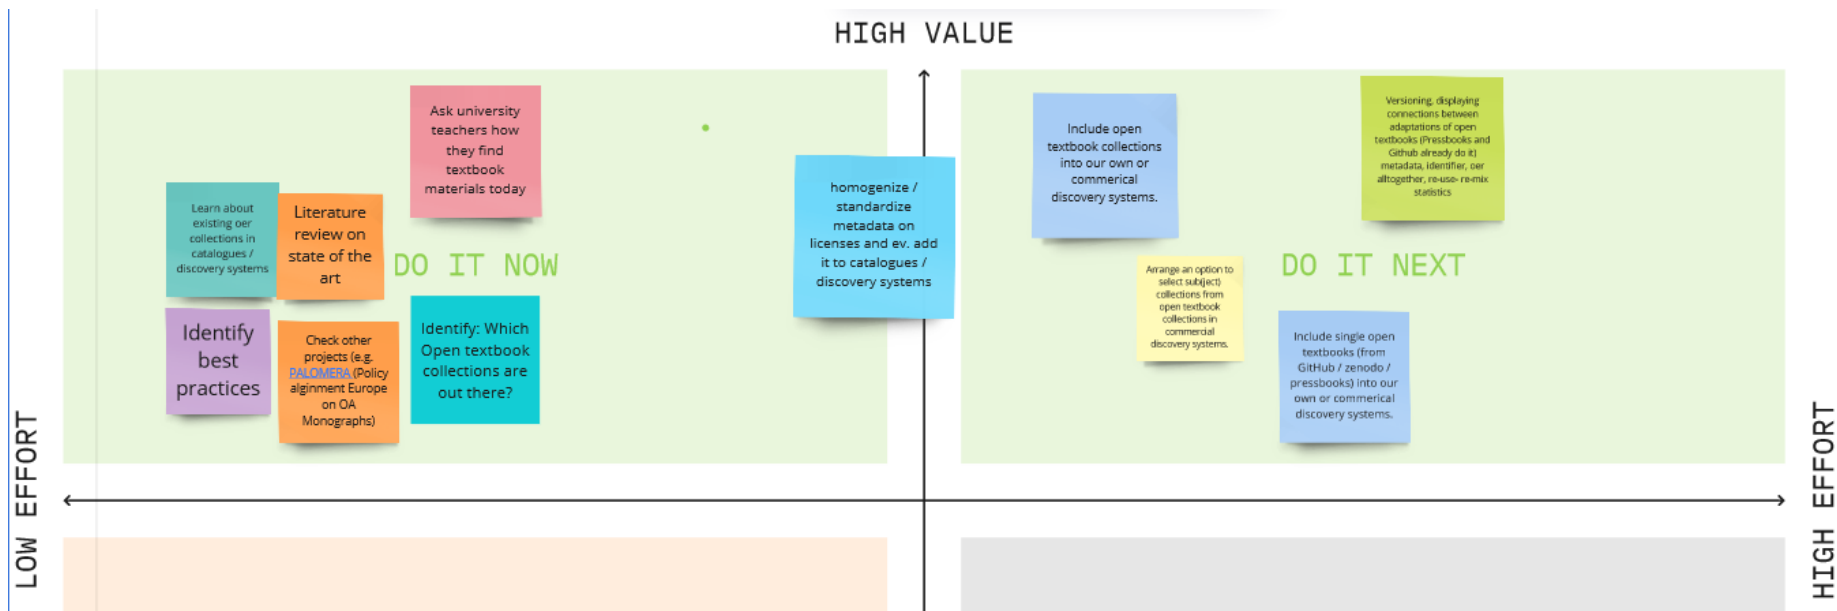 HIGH VALUE
Ask university
teachers how
they find
textbook
materials today
Learn about
existing oer
collections in
catalogues /
discovery systems
Literature
review on
state of the
art
DO IT NOW
Identify
best
practices
Check other
projects (e.g.
PALOMERA (Policy
alginment Europe
on OA
Monographs)
Identify: Which
Open textbook
collections are
out there?
homogenize /
standardize
metadata on
licenses and ev. add
it to catalogues /
discovery systems
Include open
textbook collections
into our own or
commerical
discovery systems.
Versioning, displaying
connections between
adaptations of open
textbooks (Pressbooks and
Github already do it)
metadata, identifier, oer
alltogether, re-use- re-mix
statistics
DO IT NEXT
Arrange an option to
select sub(ject)
collections from
open textbook
collections in
commercial
discovery systems.
Include single open
textbooks (from
GitHub / zenodo /
pressbooks) into our
own or commerical
discovery systems.
LOW EFFORT
HIGH EFFORT